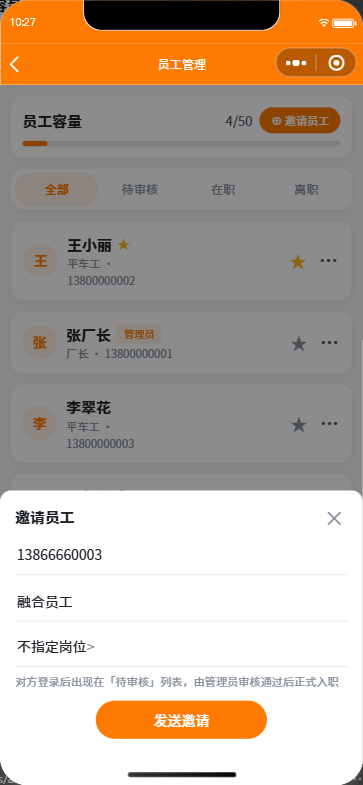 10:27
员工管理
员工容量
4/50
⊕ 邀请员工
全部
待审核
在职
离职
王
王小丽
平车工 ·
13800000002
张
张厂长
管理员
厂长 · 13800000001
李
李翠花
平车工 ·
13800000003
邀请员工
13866660003
融合员工
不指定岗位>
对方登录后出现在「待审核」列表，由管理员审核通过后正式入职
发送邀请